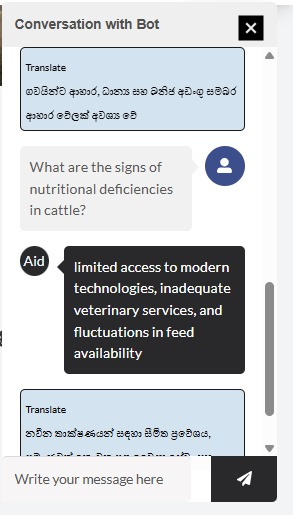 Conversation with Bot
Translate
ගවයින්ට ආහාර, ධාන්‍ය සහ ඛනිජ අඩංගු සම්බර
ආහාර වේලක් අවශ්‍ය වේ
What are the signs of
nutritional deficiencies
in cattle?
Aid
limited access to modern
technologies, inadequate
veterinary services, and
fluctuations in feed
availability
Translate
නවීන තාක්ෂණයන් සඳහා සීමිත ප්‍රවේශය,
Write your message here